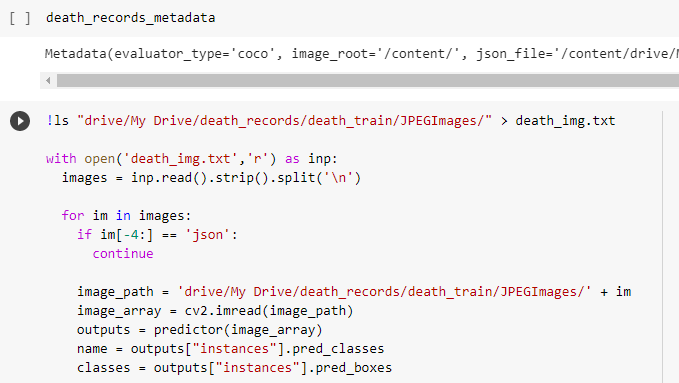 [ ] death_records_metadata
Metadata(evaluator_type='coco', image_root='/content/', json_file='/content/drive/
!ls "drive/My Drive/death_records/death_train/JPEGImages/" > death_img.txt
with open('death_img.txt','r') as inp:
images = inp.read().strip().split('\n')
for im in images:
if im[-4:] == 'json':
continue
image_path = 'drive/My Drive/death_records/death_train/JPEGImages/' + im
image_array = cv2.imread(image_path)
outputs = predictor(image_array)
name = outputs["instances"].pred_classes
classes = outputs["instances"].pred_boxes